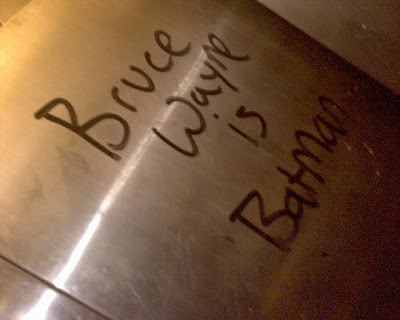 Bruce
Wayne
is
Batman